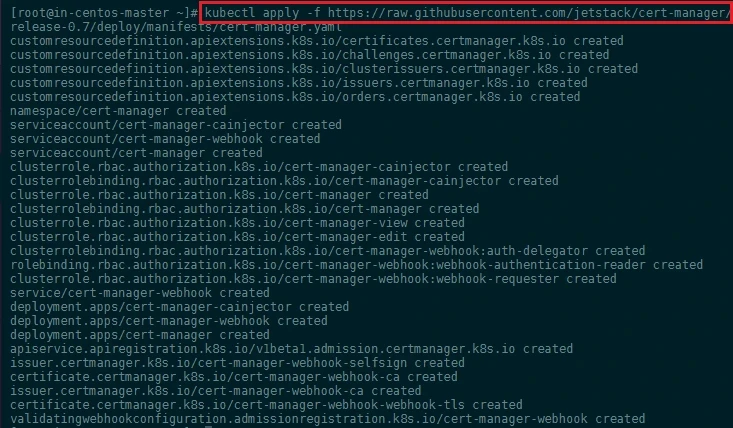 [root@in-centos-master ~]# kubectl apply -f https://raw.githubusercontent.com/jetstack/cert-manager/
release-0.7/deploy/manifests/cert-manager.yaml
customresourcedefinition.apiextensions.k8s.io/certificates.certmanager.k8s.io created
customresourcedefinition.apiextensions.k8s.io/challenges.certmanager.k8s.io created
customresourcedefinition.apiextensions.k8s.io/clusterissuers.certmanager.k8s.io created
customresourcedefinition.apiextensions.k8s.io/issuers.certmanager.k8s.io created
customresourcedefinition.apiextensions.k8s.io/orders.certmanager.k8s.io created
namespace/cert-manager created
serviceaccount/cert-manager-cainjector created
serviceaccount/cert-manager-webhook created
serviceaccount/cert-manager created
clusterrole.rbac.authorization.k8s.io/cert-manager-cainjector created
clusterrolebinding.rbac.authorization.k8s.io/cert-manager-cainjector created
clusterrole.rbac.authorization.k8s.io/cert-manager created
clusterrolebinding.rbac.authorization.k8s.io/cert-manager created
clusterrole.rbac.authorization.k8s.io/cert-manager-view created
clusterrole.rbac.authorization.k8s.io/cert-manager-edit created
clusterrolebinding.rbac.authorization.k8s.io/cert-manager-webhook:auth-delegator created
rolebinding.rbac.authorization.k8s.io/cert-manager-webhook:webhook-authentication-reader created
clusterrole.rbac.authorization.k8s.io/cert-manager-webhook:webhook-requester created
service/cert-manager-webhook created
deployment.apps/cert-manager-cainjector created
deployment.apps/cert-manager-webhook created
deployment.apps/cert-manager created
apiservice.apiregistration.k8s.io/v1beta1.admission.certmanager.k8s.io created
issuer.certmanager.k8s.io/cert-manager-webhook-selfsign created
certificate.certmanager.k8s.io/cert-manager-webhook-ca created
issuer.certmanager.k8s.io/cert-manager-webhook-ca created
certificate.certmanager.k8s.io/cert-manager-webhook-webhook-tls created
validatingwebhookconfiguration.admissionregistration.k8s.io/cert-manager-webhook created